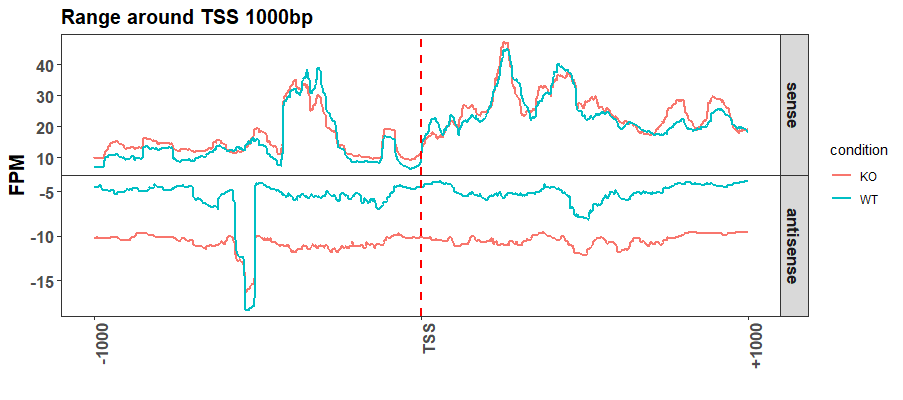 Range around TSS 1000bp
FPM
40
30
20
10
sense
-5
-10
-15
antisense
-1000
TSS
+1000
condition
KO
WT